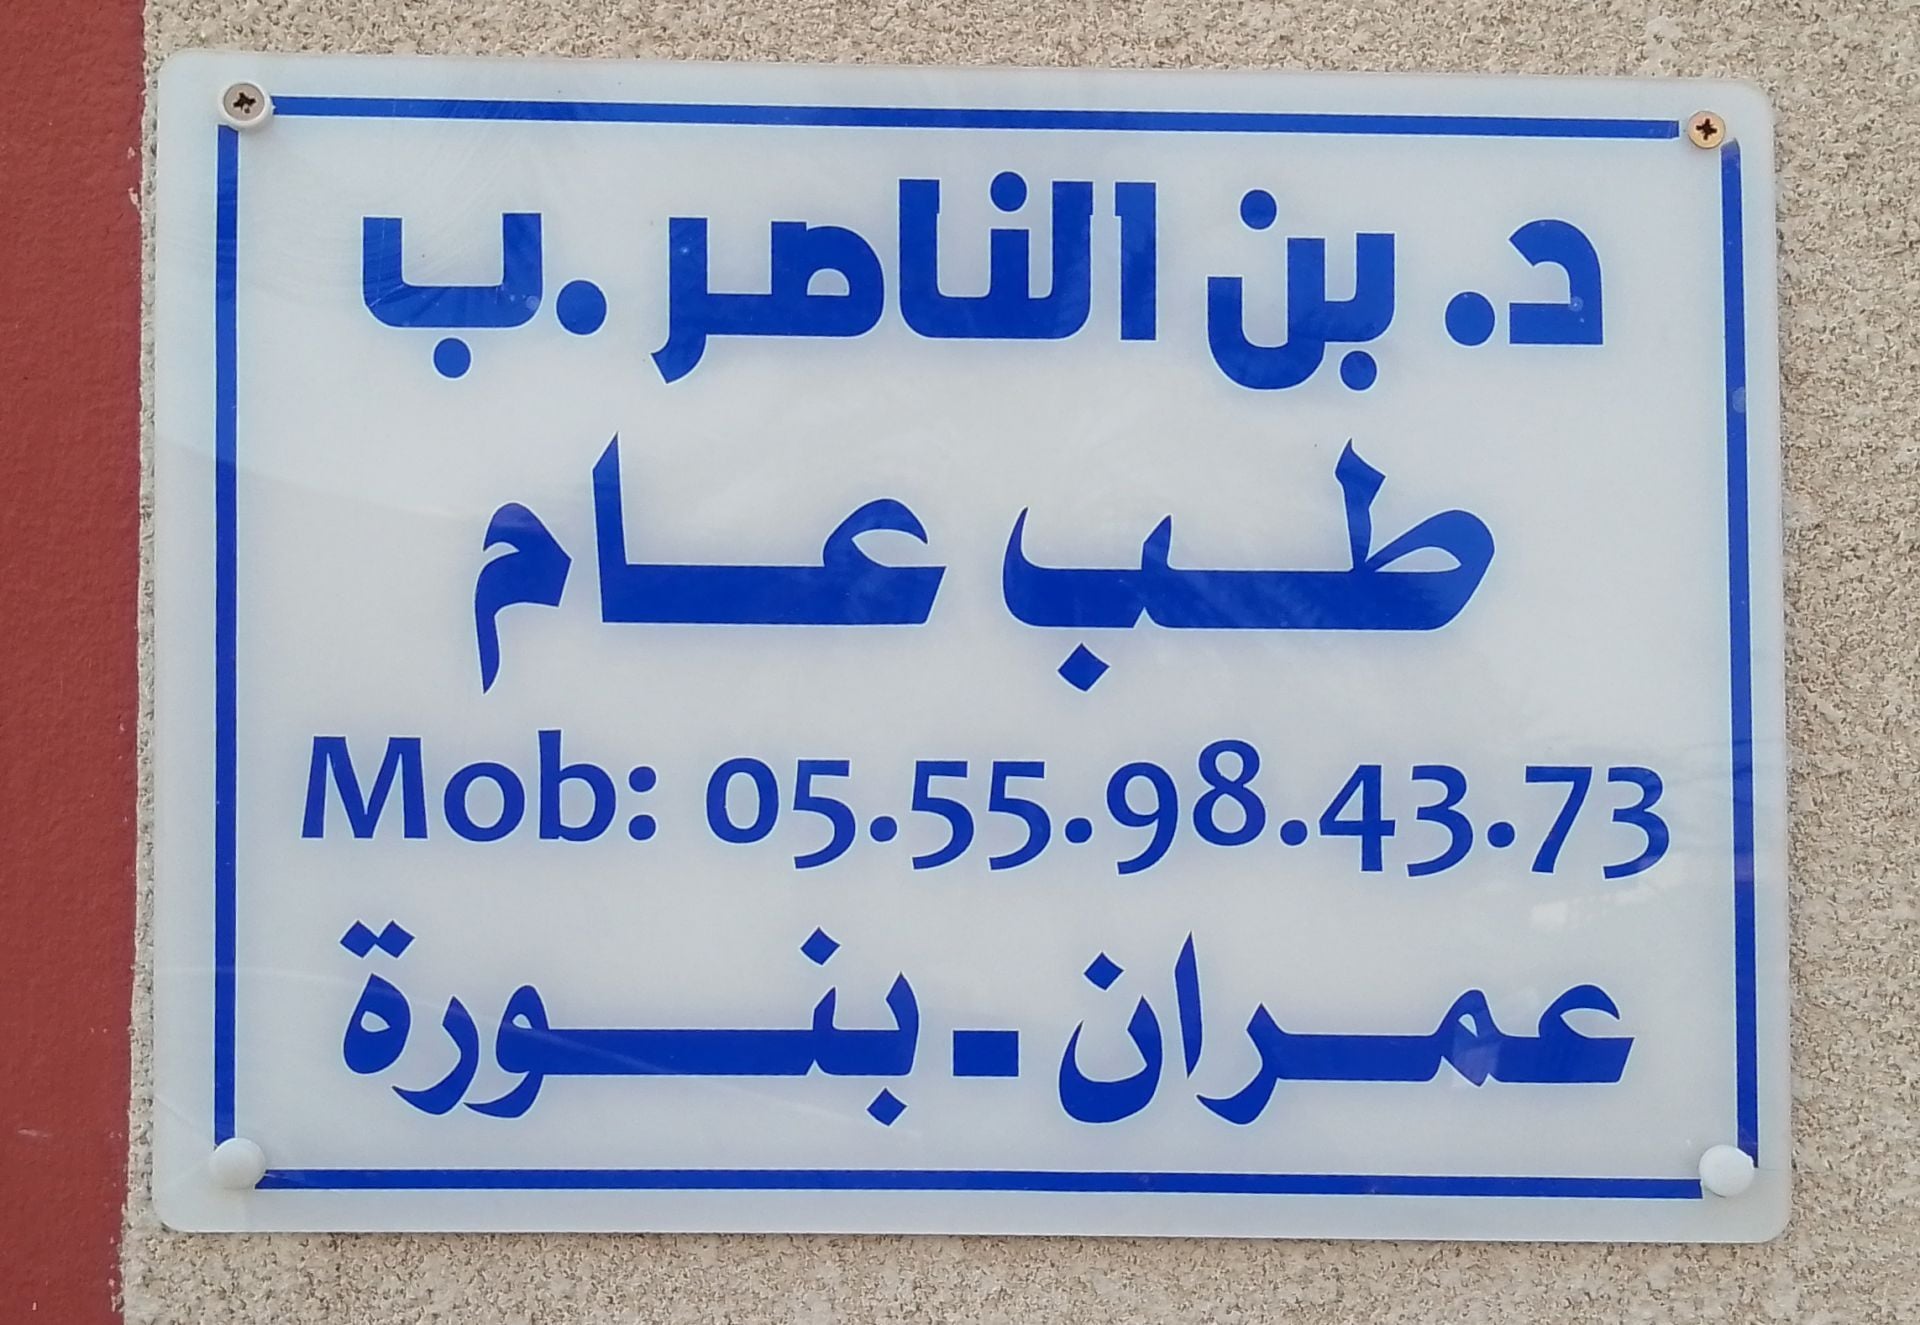 د. بن الناصر .ب
طب عام
Mob: 05.55.98.43.73
عمران - بنورة